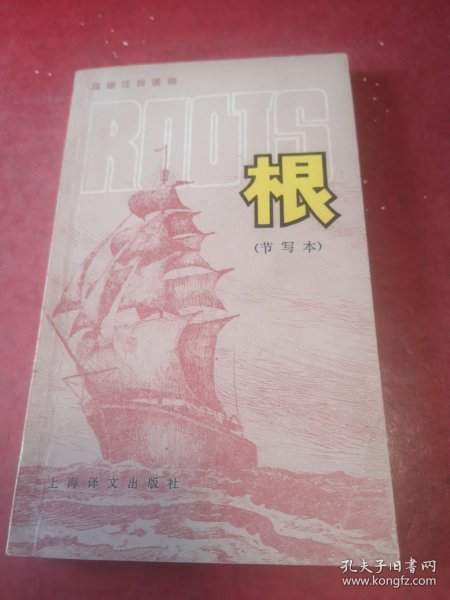 英语注释读物
ROOTS
根
(节写本)
上海译文出版社
孔夫子旧书网
www.kongfz.com